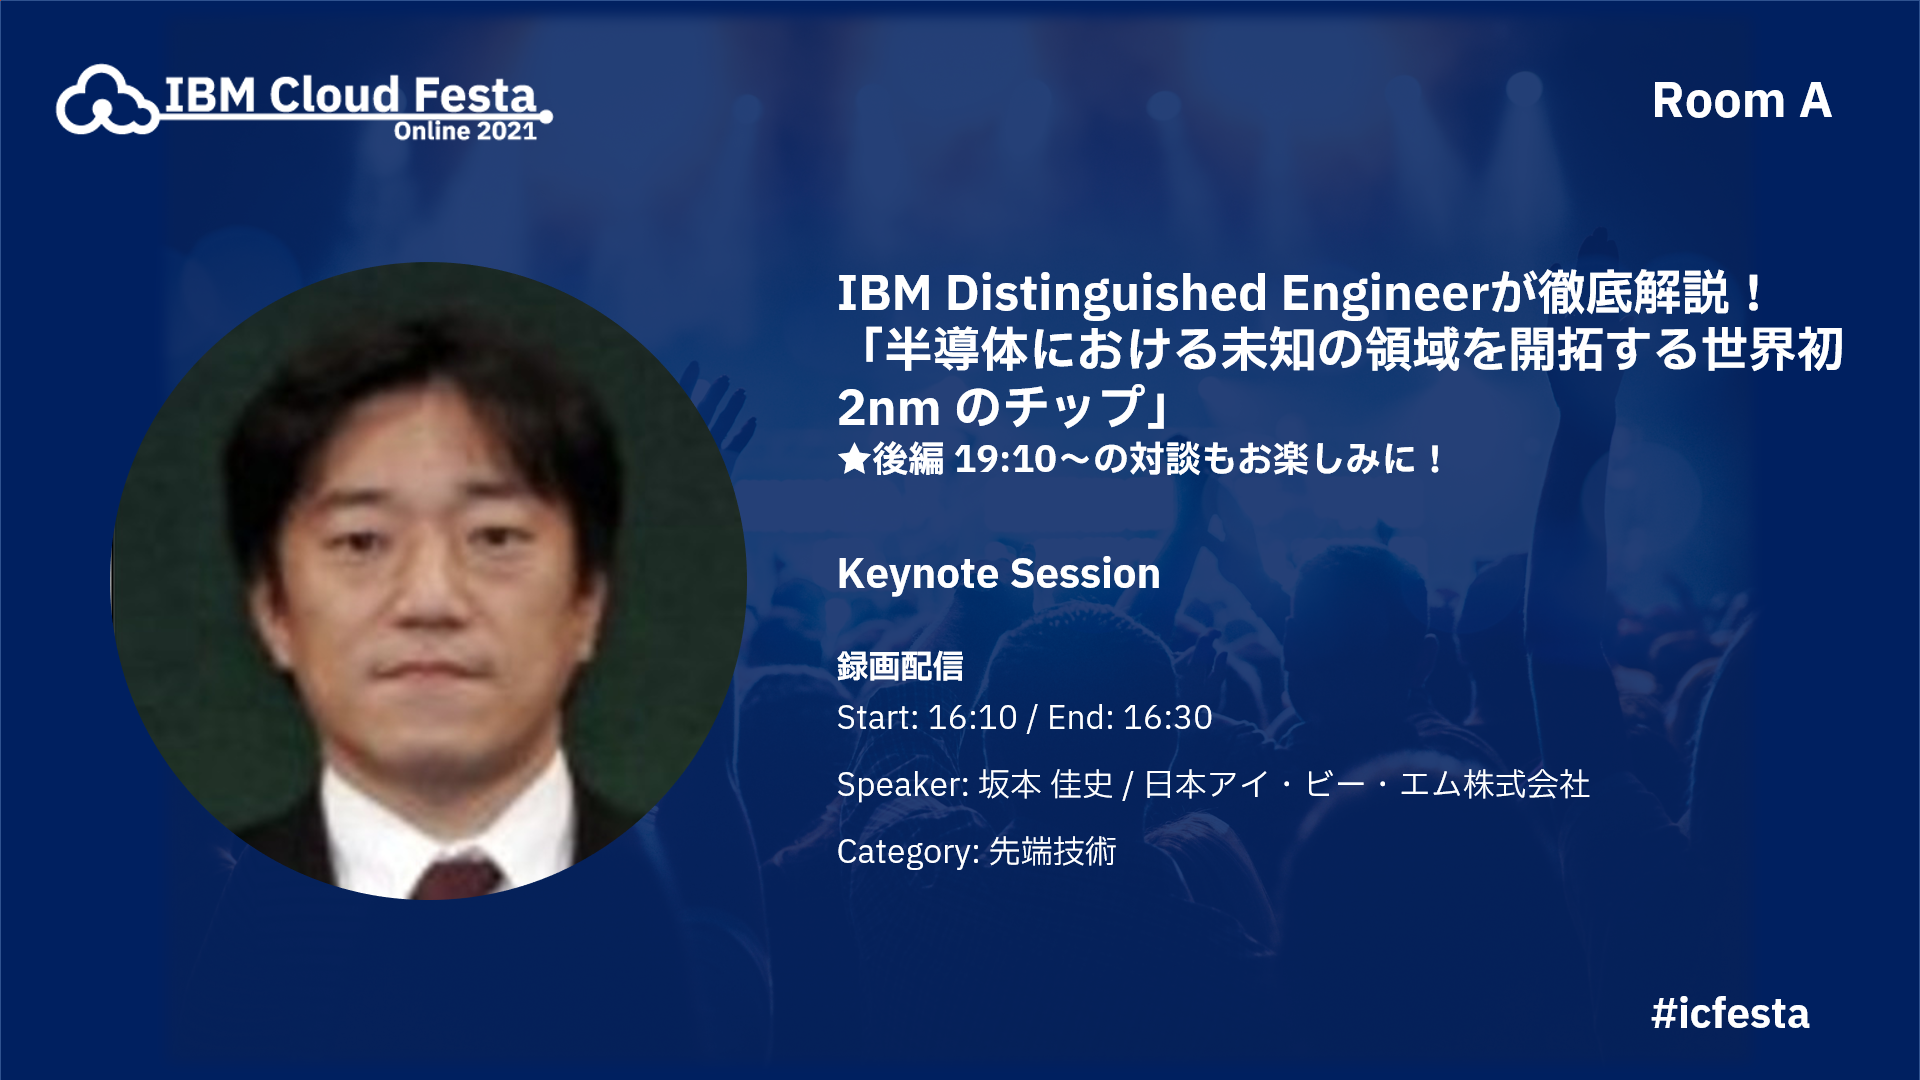 IBM Cloud Festa
Online 2021
Room A
IBM Distinguished Engineerが徹底解説！
「半導体における未知の領域を開拓する世界初
2nm のチップ」
★後編 19:10〜の対談もお楽しみに！
Keynote Session
録画配信
Start: 16:10 / End: 16:30
Speaker: 坂本 佳史 / 日本アイ・ビー・エム株式会社
Category: 先端技術
#icfesta